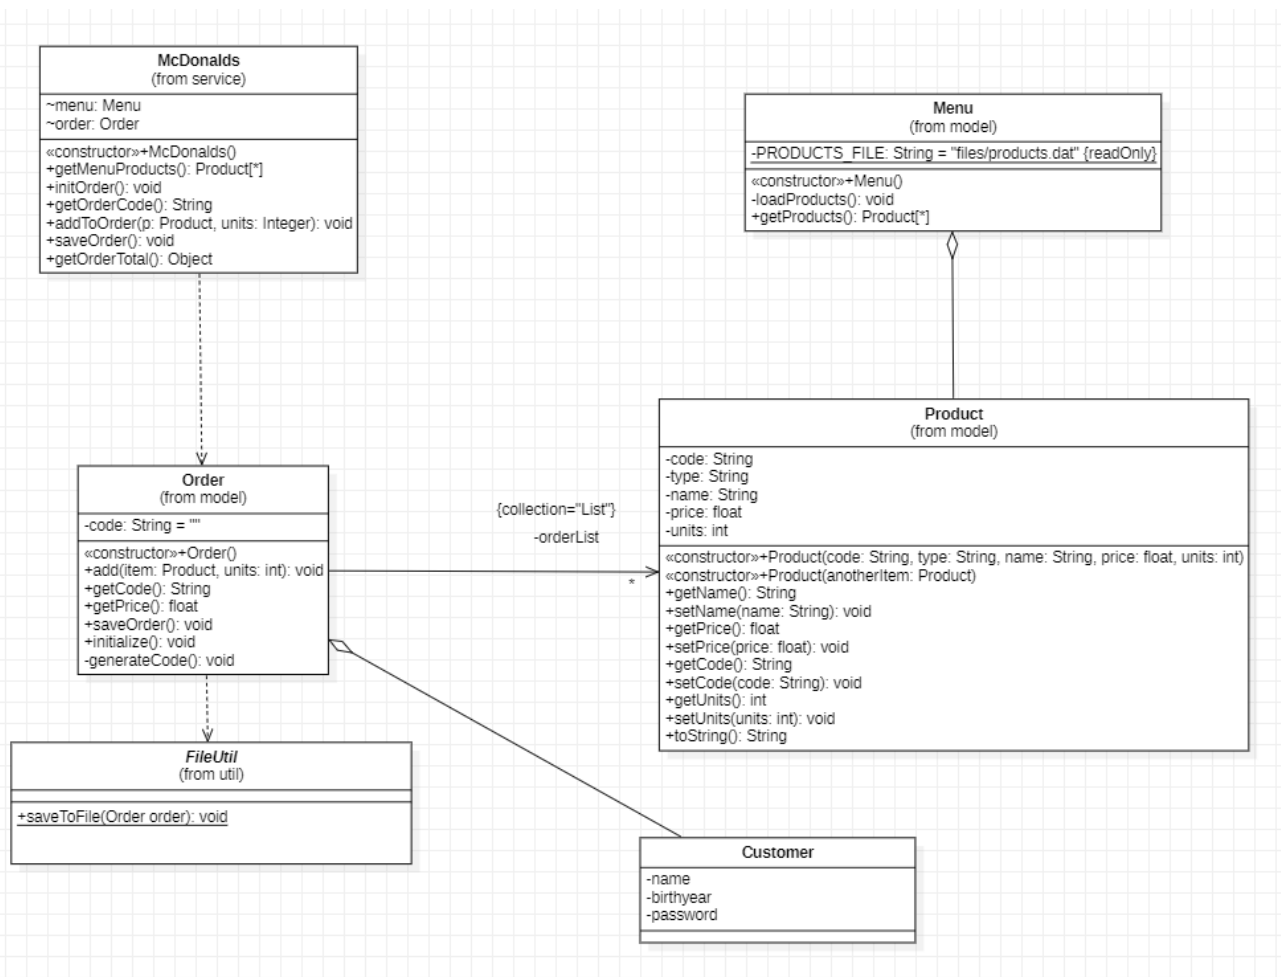 McDonalds
(from service)
~menu: Menu
~order: Order
«constructor»+McDonalds()
+getMenuProducts(): Product[*]
+initOrder(): void
+getOrderCode(): String
+addToOrder(p: Product, units: Integer): void
+saveOrder(): void
+getOrderTotal(): Object
Menu
(from model)
-PRODUCTS_FILE: String = "files/products.dat" {readOnly}
«constructor»+Menu()
-loadProducts(): void
+getProducts(): Product[*]
Order
(from model)
-code: String = ""
«constructor»+Order()
+add(item: Product, units: int): void
+getCode(): String
+getPrice(): float
+saveOrder(): void
+initialize(): void
-generateCode(): void
{collection="List"}
-orderList
*
Product
(from model)
-code: String
-type: String
-name: String
-price: float
-units: int
«constructor»+Product(code: String, type: String, name: String, price: float, units: int)
«constructor»+Product(anotherItem: Product)
+getName(): String
+setName(name: String): void
+getPrice(): float
+setPrice(price: float): void
+getCode(): String
+setCode(code: String): void
+getUnits(): int
+setUnits(units: int): void
+toString(): String
FileUtil
(from util)
+saveToFile(Order order): void
Customer
-name
-birthyear
-password